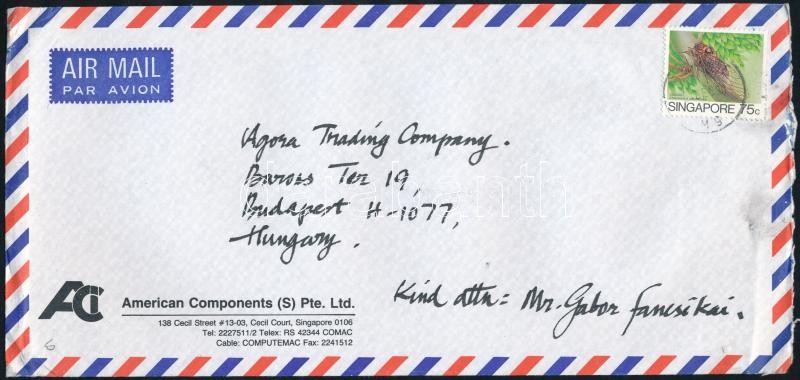 AIR MAIL
PAR AVION
SINGAPORE 75c
Agora Trading Company.
Baross Ter 19,
Budapest H-1077,
Hungary.
Kind attn: Mr. Gabor Fancsikai.
ACI
American Components (S) Pte. Ltd.
138 Cecil Street #13-03, Cecil Court, Singapore 0106
Tel: 2227511/2 Telex: RS 42344 COMAC
Cable: COMPUTEMAC Fax: 2241512